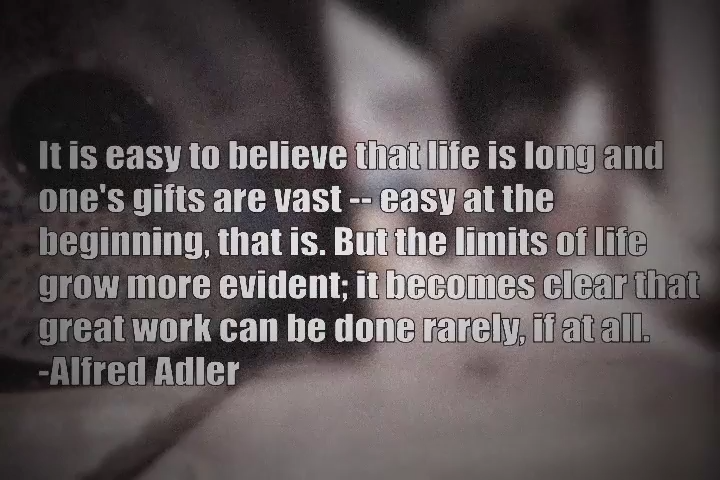 It is easy to believe that life is long and
one's gifts are vast -- easy at the
beginning, that is. But the limits of life
grow more evident; it becomes clear that
great work can be done rarely, if at all.
-Alfred Adler